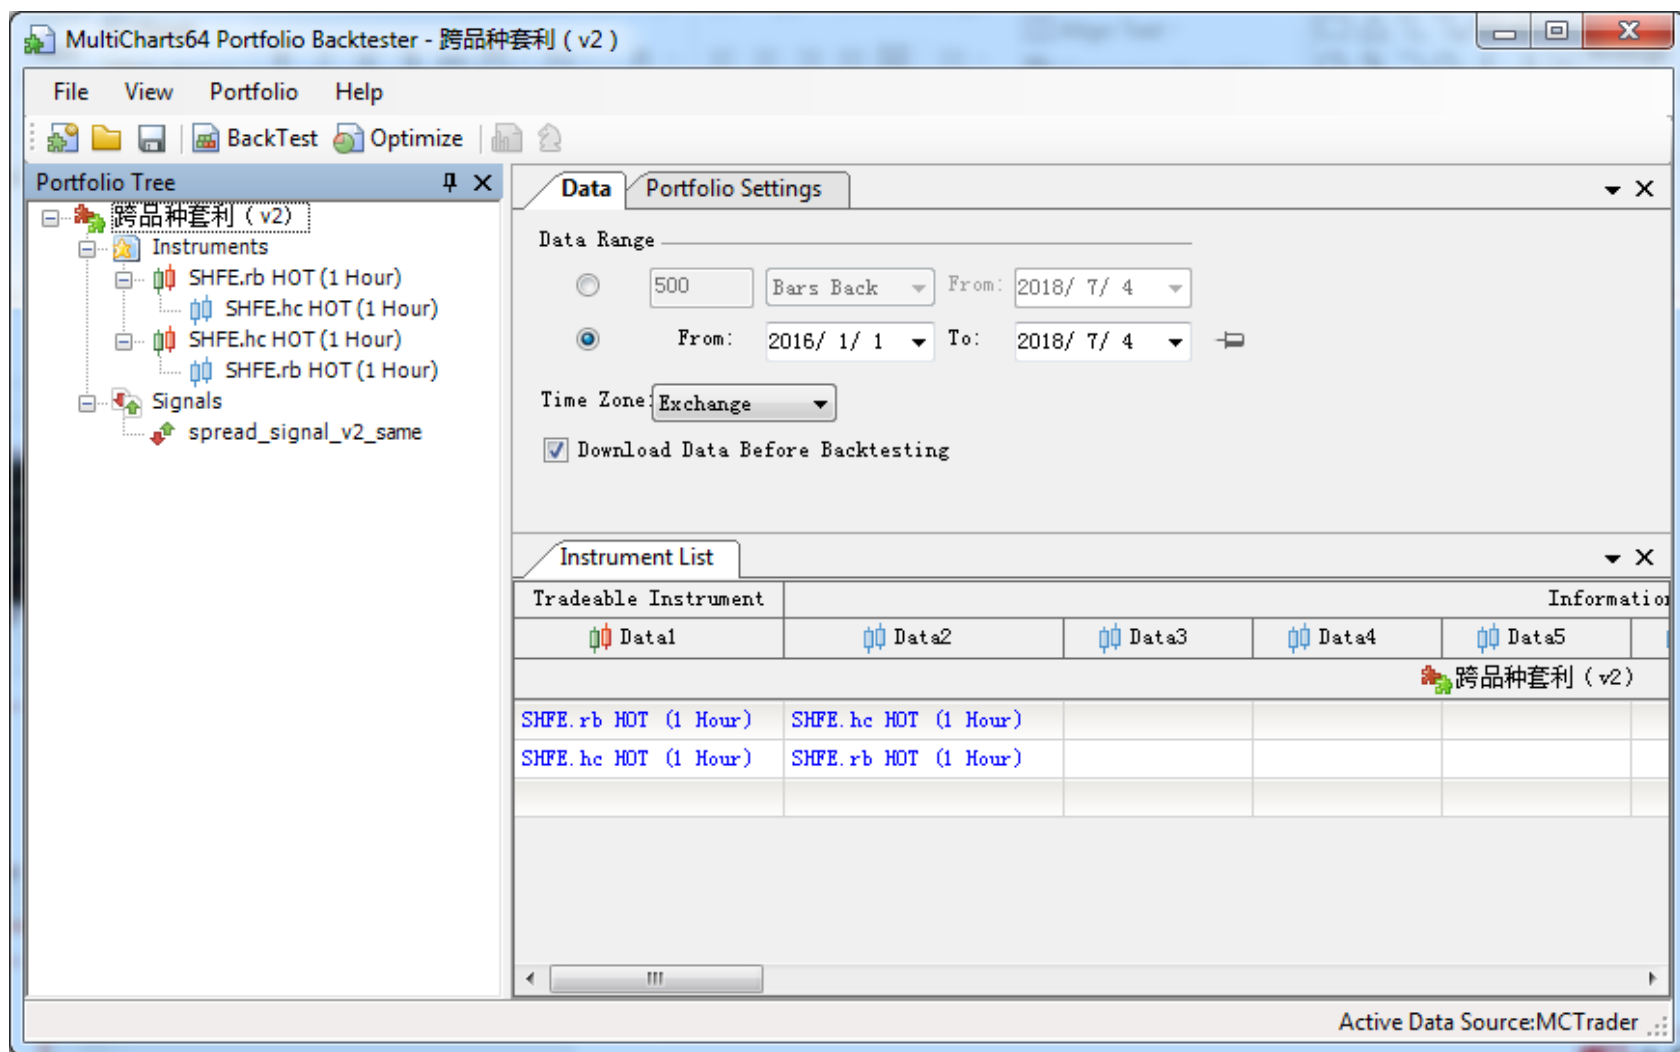 MultiCharts64 Portfolio Backtester - 跨品种套利（v2）
File View Portfolio Help
BackTest Optimize
Portfolio Tree
跨品种套利（v2）
Instruments
SHFE.rb HOT (1 Hour)
SHFE.hc HOT (1 Hour)
SHFE.hc HOT (1 Hour)
SHFE.rb HOT (1 Hour)
Signals
spread_signal_v2_same
Data Portfolio Settings
Data Range
500 Bars Back From: 2018/ 7/ 4
From: 2016/ 1/ 1 To: 2018/ 7/ 4
Time Zone: Exchange
Download Data Before Backtesting
Instrument List
Tradeable Instrument Informatio
Data1 Data2 Data3 Data4 Data5
跨品种套利（v2）
SHFE.rb HOT (1 Hour) SHFE.hc HOT (1 Hour)
SHFE.hc HOT (1 Hour) SHFE.rb HOT (1 Hour)
Active Data Source:MCTrader